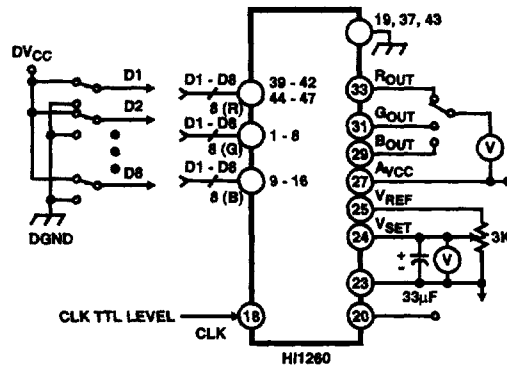 19, 37, 43
DVCC
D1
D2
D8
DGND
D1 - D8
8 (R)
39 - 42
44 - 47
D1 - D8
8 (G)
1 - 8
D1 - D8
8 (B)
9 - 16
33
ROUT
31
GOUT
29
BOUT
27
AVCC
V
25
VREF
24
VSET
3K
+
-
V
33μF
23
CLK TTL LEVEL
CLK
18
20
HI1260